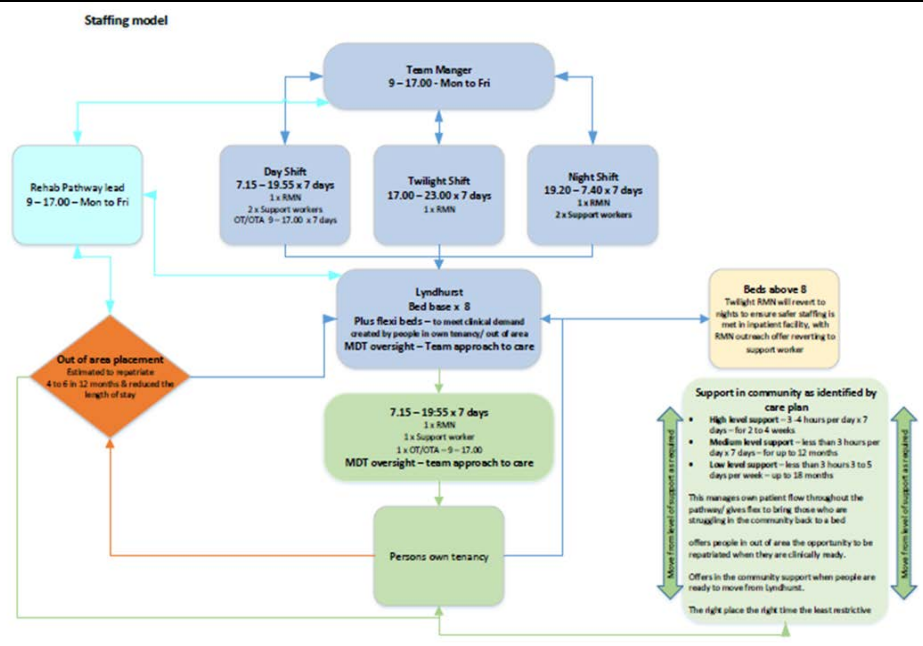 Staffing model
Team Manger
9 – 17.00 - Mon to Fri
Rehab Pathway lead
9 – 17.00 – Mon to Fri
Day Shift
7.15 – 19.55 x 7 days
1 x RMN
2 x Support workers
OT/OTA 9 – 17.00 x 7 days
Twilight Shift
17.00 – 23.00 x 7 days
1 x RMN
Night Shift
19.20 – 7.40 x 7 days
1 x RMN
2 x Support workers
Lyndhurst
Bed base x 8
Plus flexi beds – to meet clinical demand
created by people in own tenancy/ out of area
MDT oversight – Team approach to care
Beds above 8
Twilight RMN will revert to
nights to ensure safer staffing is
met in inpatient facility, with
RMN outreach offer reverting to
support worker
Out of area placement
Estimated to repatriate
4 to 6 in 12 months & reduced the
length of stay
7.15 – 19:55 x 7 days
1 x RMN
1 x Support worker
1 x OT/OTA – 9 – 17.00
MDT oversight – team approach to care
Persons own tenancy
Move from level of support as required
Support in community as identified by
care plan
• High level support – 3 -4 hours per day x 7
days – for 2 to 4 weeks
• Medium level support – less than 3 hours per
day x 7 days – for up to 12 months
• Low level support – less than 3 hours 3 to 5
days per week – up to 18 months
This manages own patient flow throughout the
pathway/ gives flex to bring those who are
struggling in the community back to a bed
offers people in out of area the opportunity to be
repatriated when they are clinically ready.
Offers in the community support when people are
ready to move from Lyndhurst.
The right place the right time the least restrictive
Move from level of support as required